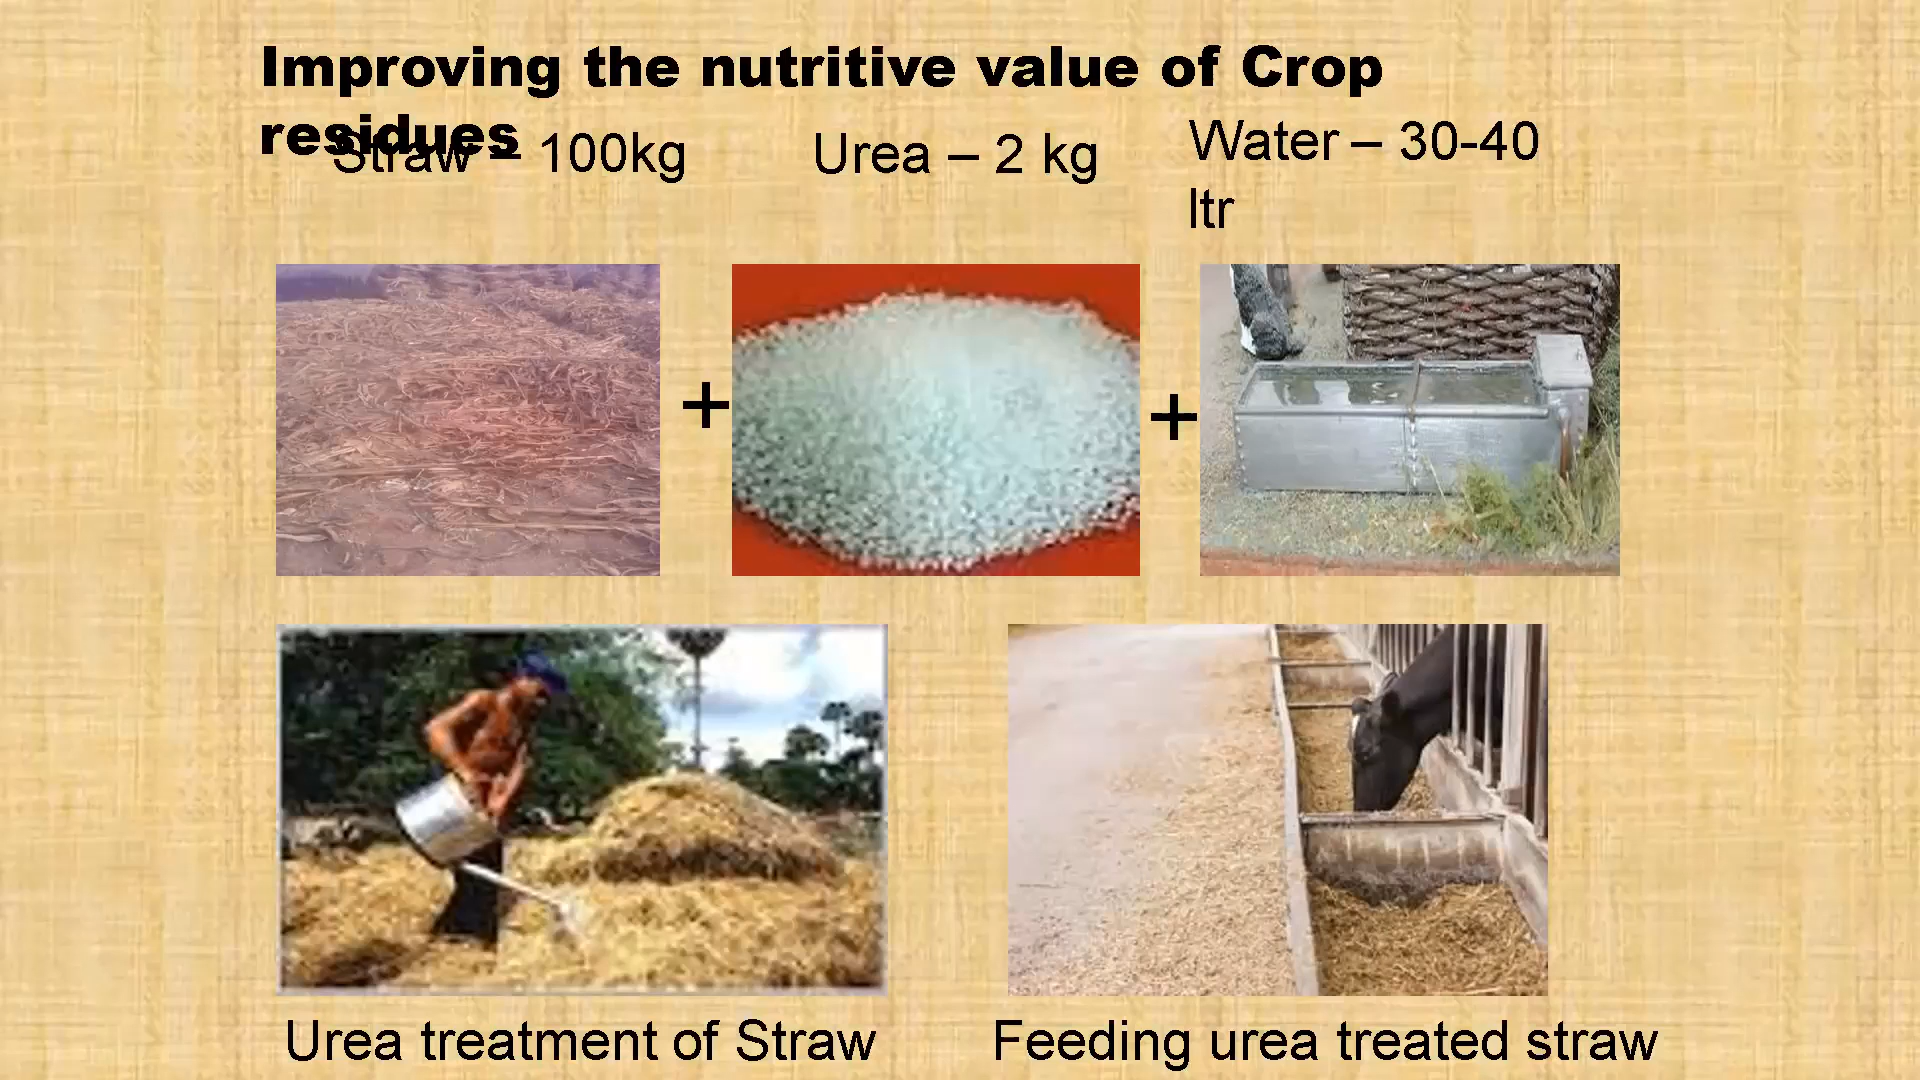 Improving the nutritive value of Crop
residues
Straw – 100kg
Urea – 2 kg
Water – 30-40
ltr
+
+
Urea treatment of Straw
Feeding urea treated straw